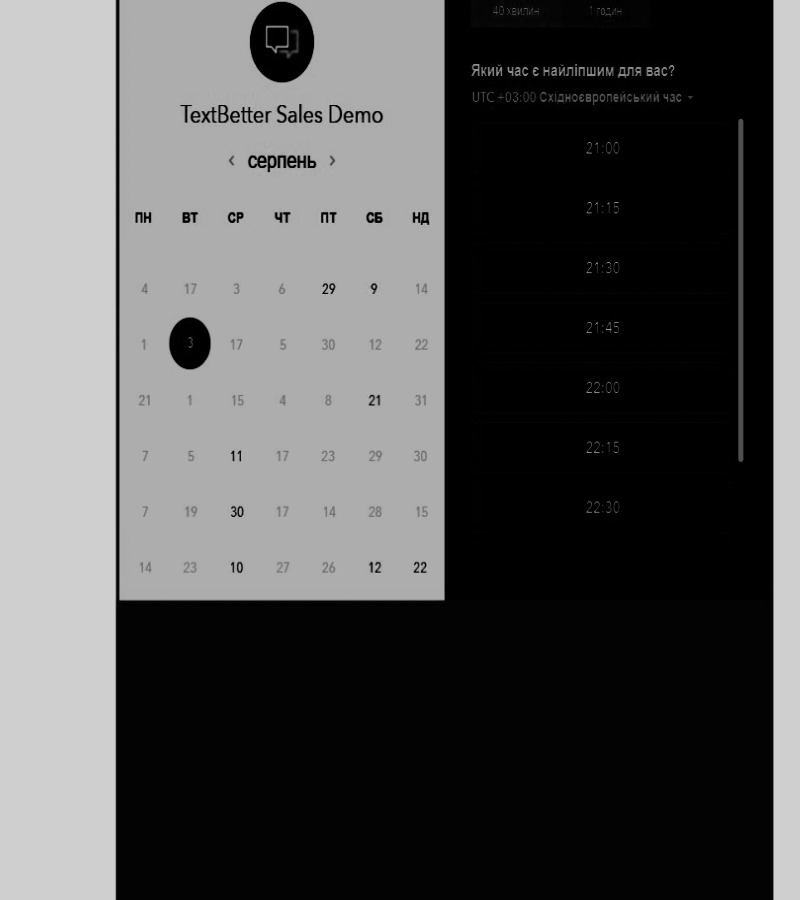 TextBetter Sales Demo
серпень
ПН ВТ СР ЧТ ПТ СБ НД
4 17 3 6 29 9 14
1 3 17 5 30 12 22
21 1 15 4 8 21 31
7 5 11 17 23 29 30
7 19 30 17 14 28 15
14 23 10 27 26 12 22
40 хвилин 1 годин
Який час є найліпшим для вас?
UTC +03:00 Східноєвропейський час
21:00
21:15
21:30
21:45
22:00
22:15
22:30